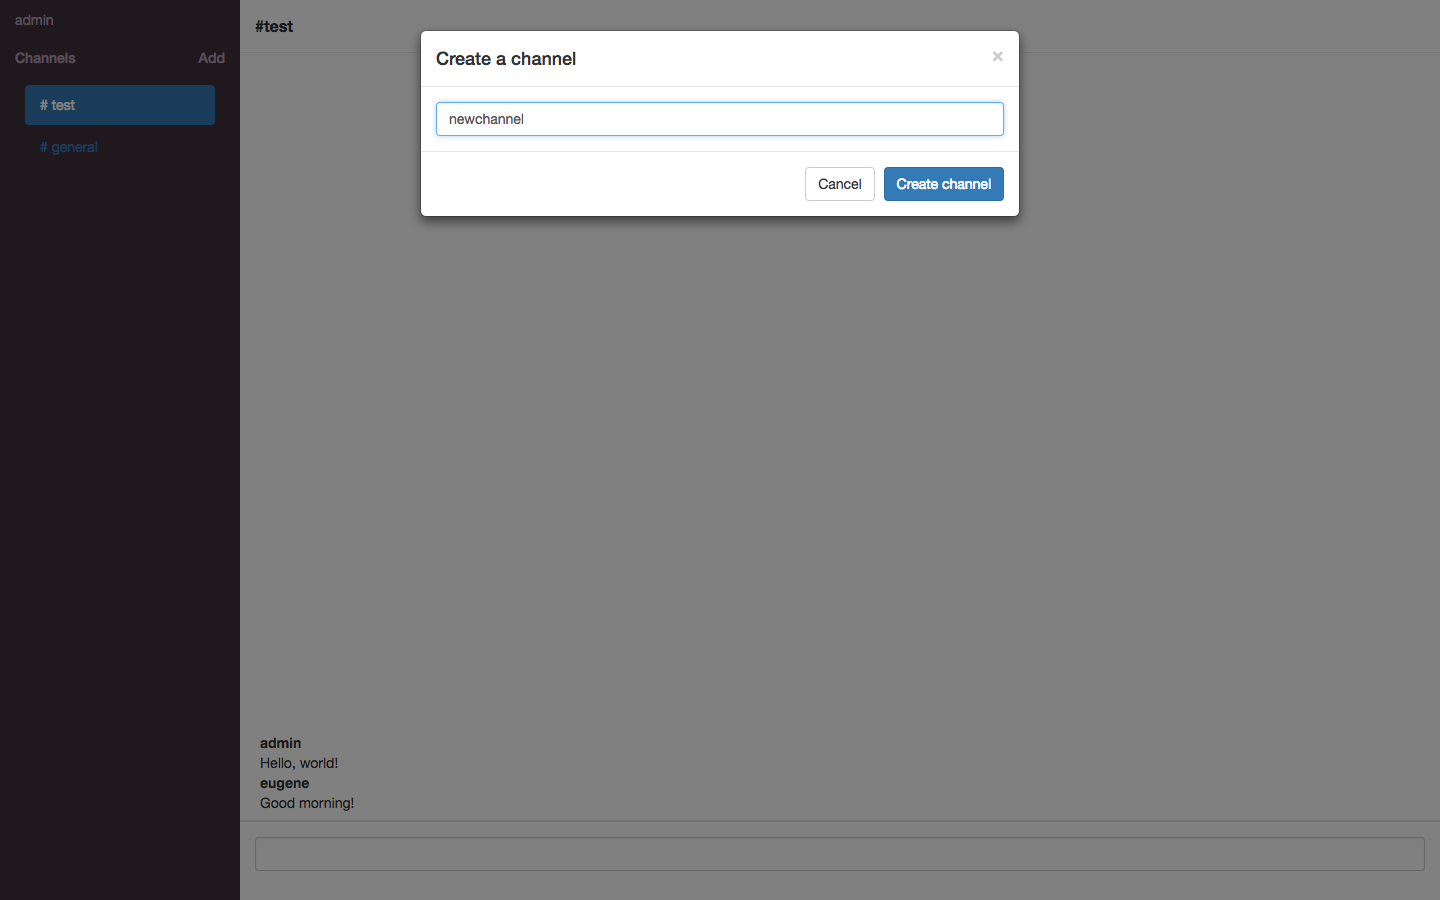 admin
Channels Add
# test
# general
#test
Create a channel ×
newchannel
Cancel Create channel
admin
Hello, world!
eugene
Good morning!